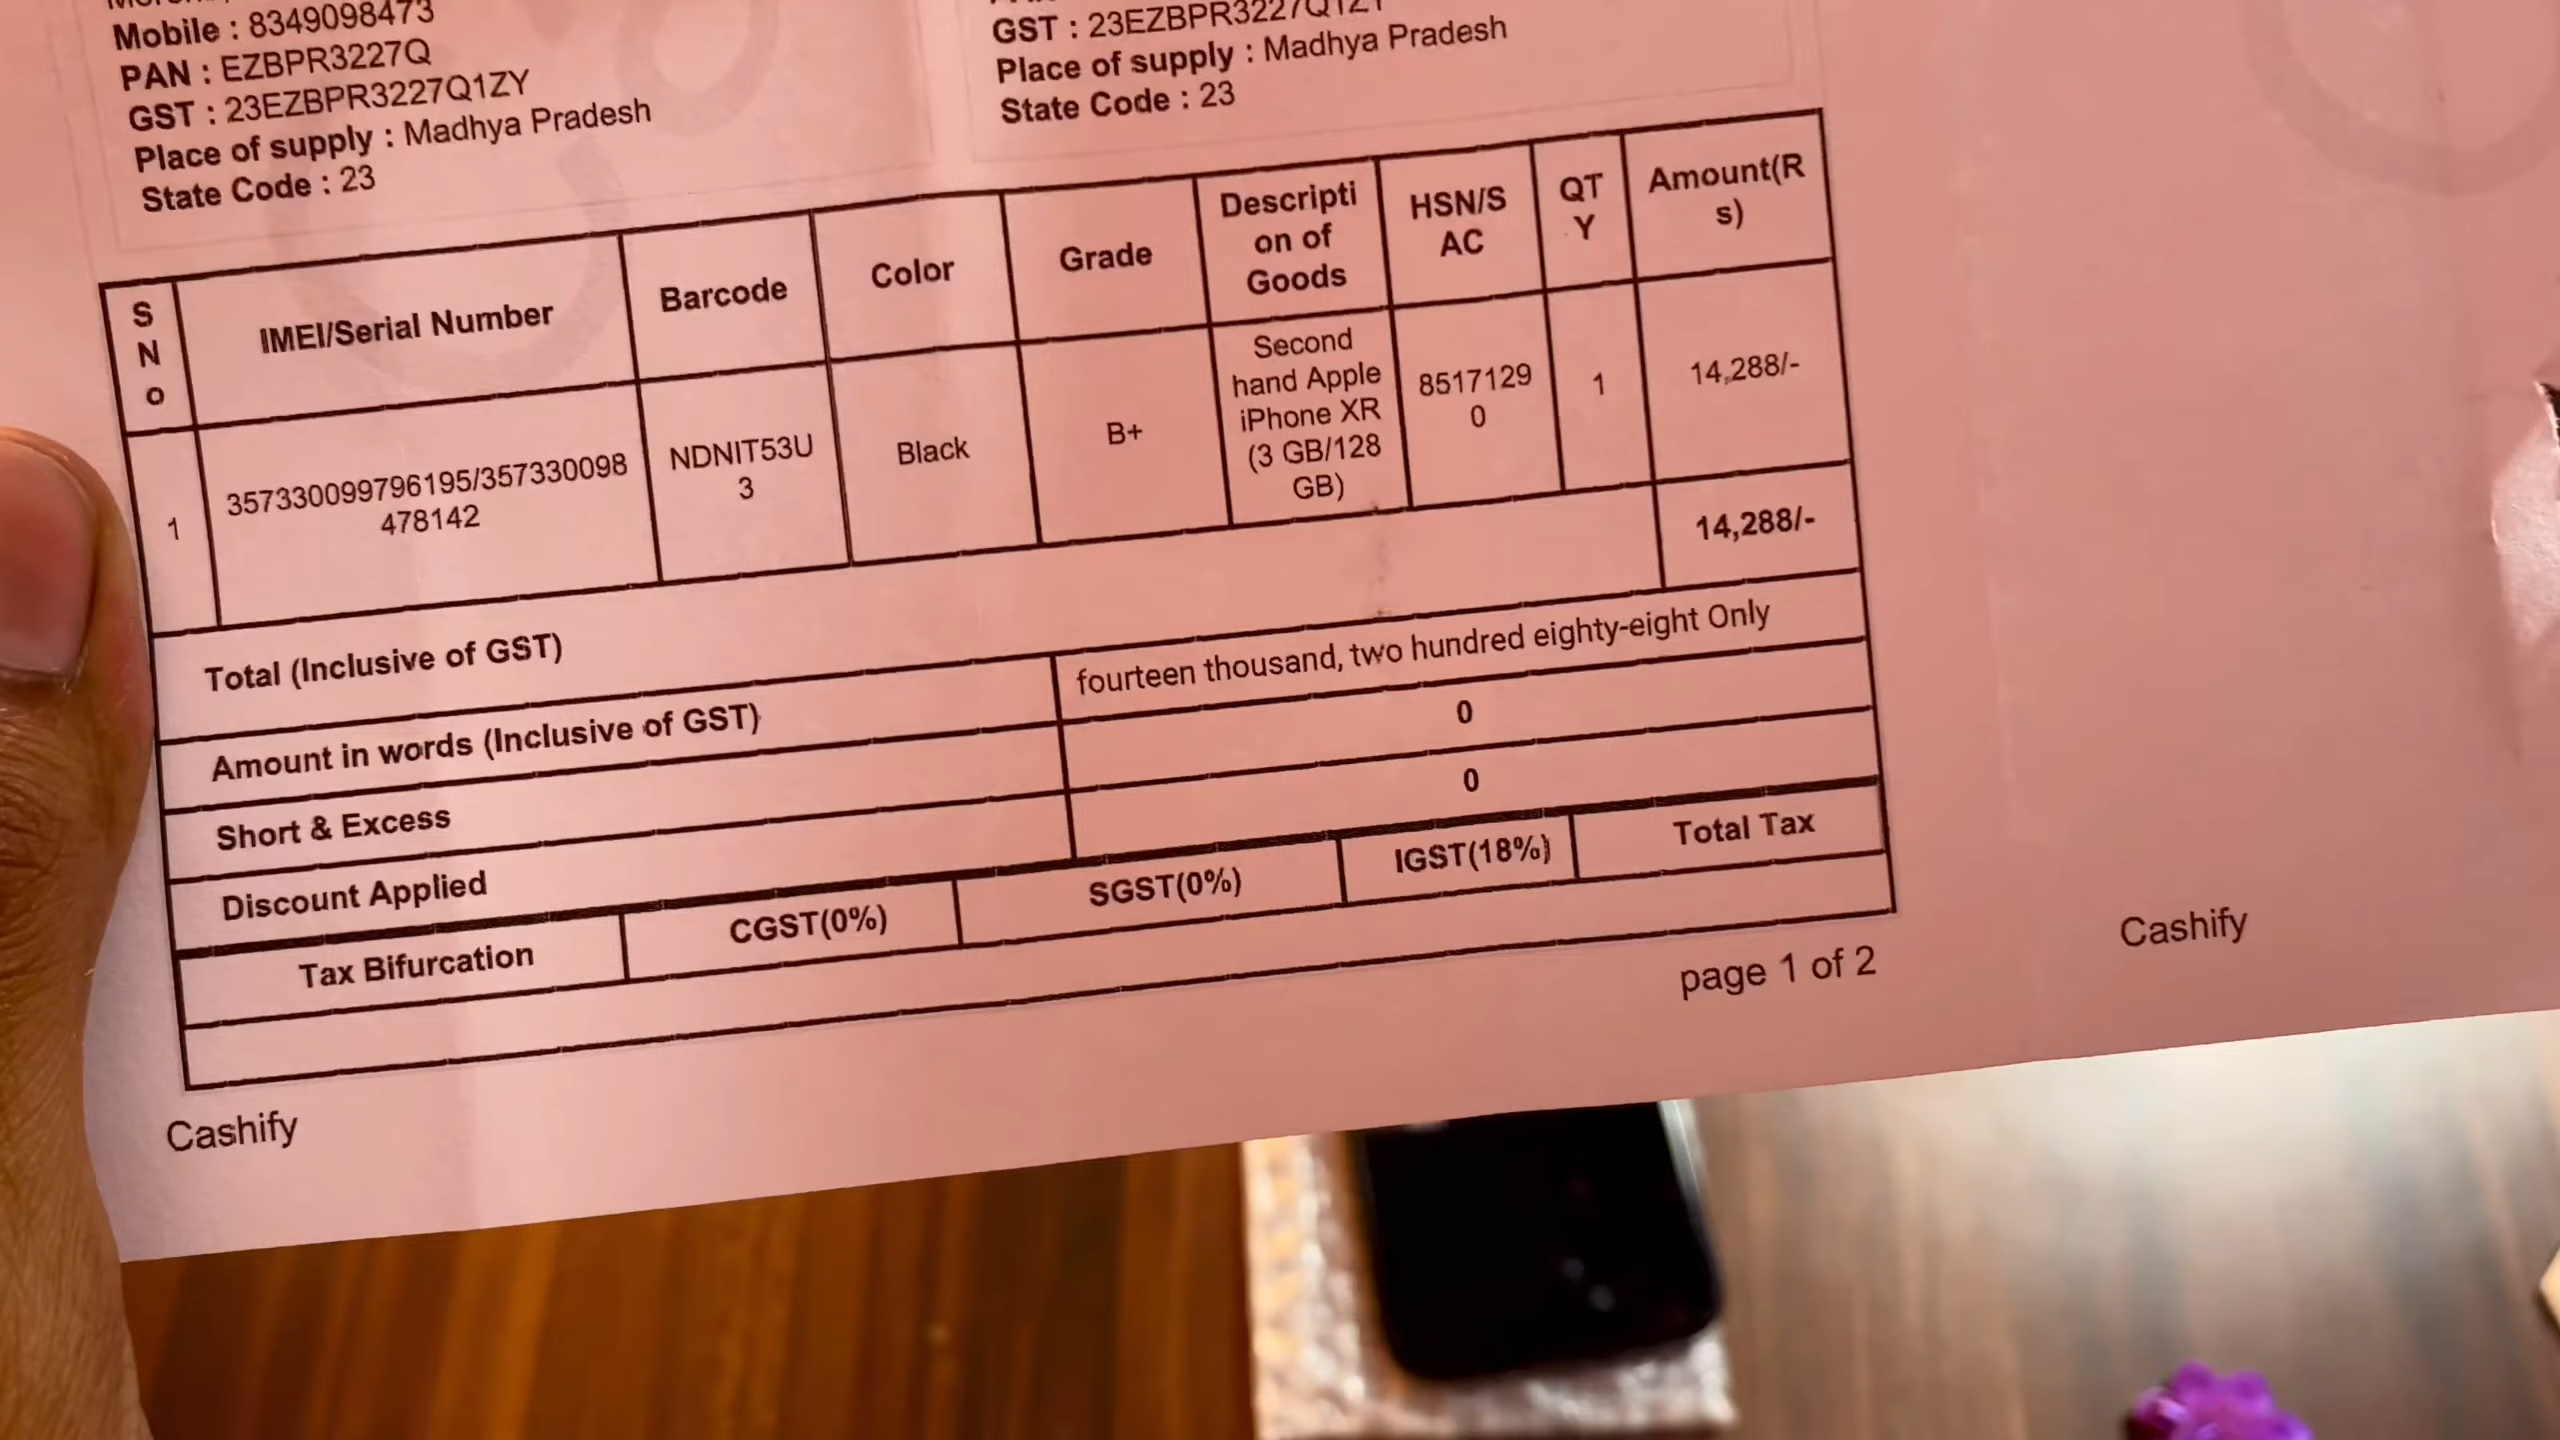 Mobile : 8349098473
PAN : EZBPR3227Q
GST : 23EZBPR3227Q1ZY
Place of supply : Madhya Pradesh
State Code : 23
GST : 23EZBPR3227Q1ZY
Place of supply : Madhya Pradesh
State Code : 23
S
N
o
IMEI/Serial Number
Barcode
Color
Grade
Descripti
on of
Goods
HSN/S
AC
QT
Y
Amount(R
s)
1
357330099796195/357330098
478142
NDNIT53U
3
Black
B+
Second
hand Apple
iPhone XR
(3 GB/128
GB)
8517129
0
1
14,288/-
Total (Inclusive of GST)
14,288/-
Amount in words (Inclusive of GST)
fourteen thousand, two hundred eighty-eight Only
Short & Excess
0
Discount Applied
0
Tax Bifurcation
CGST(0%)
SGST(0%)
IGST(18%)
Total Tax
page 1 of 2
Cashify
Cashify